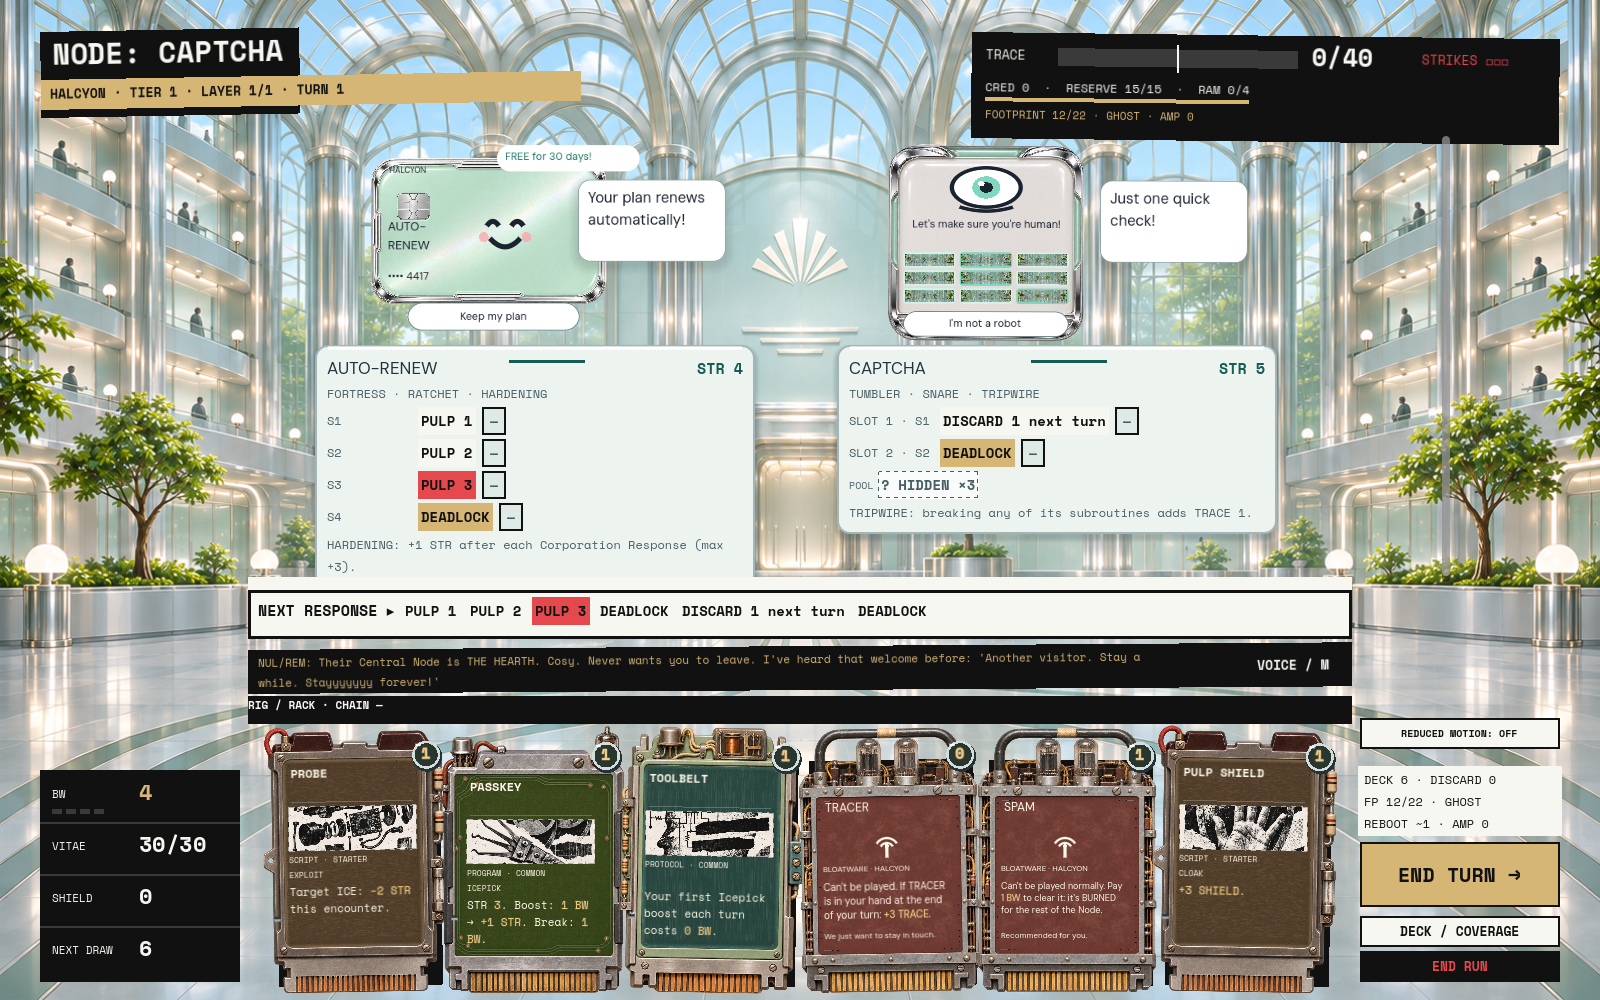 NODE: CAPTCHA
HALCYON · TIER 1 · LAYER 1/1 · TURN 1
TRACE 0/40 STRIKES □□□
CRED 0 · RESERVE 15/15 · RAM 0/4
FOOTPRINT 12/22 · GHOST · AMP 0
HALCYON
FREE for 30 days!
AUTO-
RENEW
•••• 4417
Keep my plan
Your plan renews
automatically!
Let's make sure you're human!
I'm not a robot
Just one quick
check!
AUTO-RENEW STR 4
FORTRESS · RATCHET · HARDENING
S1 PULP 1 —
S2 PULP 2 —
S3 PULP 3 —
S4 DEADLOCK —
HARDENING: +1 STR after each Corporation Response (max
+3).
CAPTCHA STR 5
TUMBLER · SNARE · TRIPWIRE
SLOT 1 · S1 DISCARD 1 next turn —
SLOT 2 · S2 DEADLOCK —
POOL ? HIDDEN ×3
TRIPWIRE: breaking any of its subroutines adds TRACE 1.
NEXT RESPONSE ▸ PULP 1 PULP 2 PULP 3 DEADLOCK DISCARD 1 next turn DEADLOCK
NUL/REM: Their Central Node is THE HEARTH. Cosy. Never wants you to leave. I've heard that welcome before: 'Another visitor. Stay a
while. Stayyyyyyy forever!'
VOICE / M
RIG / RACK · CHAIN —
BW 4
VITAE 30/30
SHIELD 0
NEXT DRAW 6
1
PROBE
SCRIPT · STARTER
EXPLOIT
Target ICE: -2 STR
this encounter.
1
PASSKEY
PROGRAM · COMMON
ICEPICK
STR 3. Boost: 1 BW
→ +1 STR. Break: 1
BW.
1
TOOLBELT
PROTOCOL · COMMON
Your first Icepick
boost each turn
costs 0 BW.
0
TRACER
BLOATWARE · HALCYON
Can't be played. If TRACER
is in your hand at the end
of your turn: +3 TRACE.
We just want to stay in touch.
1
SPAM
BLOATWARE · HALCYON
Can't be played normally. Pay
1 BW to clear it: it's BURNED
for the rest of the Node.
Recommended for you.
1
PULP SHIELD
SCRIPT · STARTER
CLOAK
+3 SHIELD.
REDUCED MOTION: OFF
DECK 6 · DISCARD 0
FP 12/22 · GHOST
REBOOT ~1 · AMP 0
END TURN →
DECK / COVERAGE
END RUN